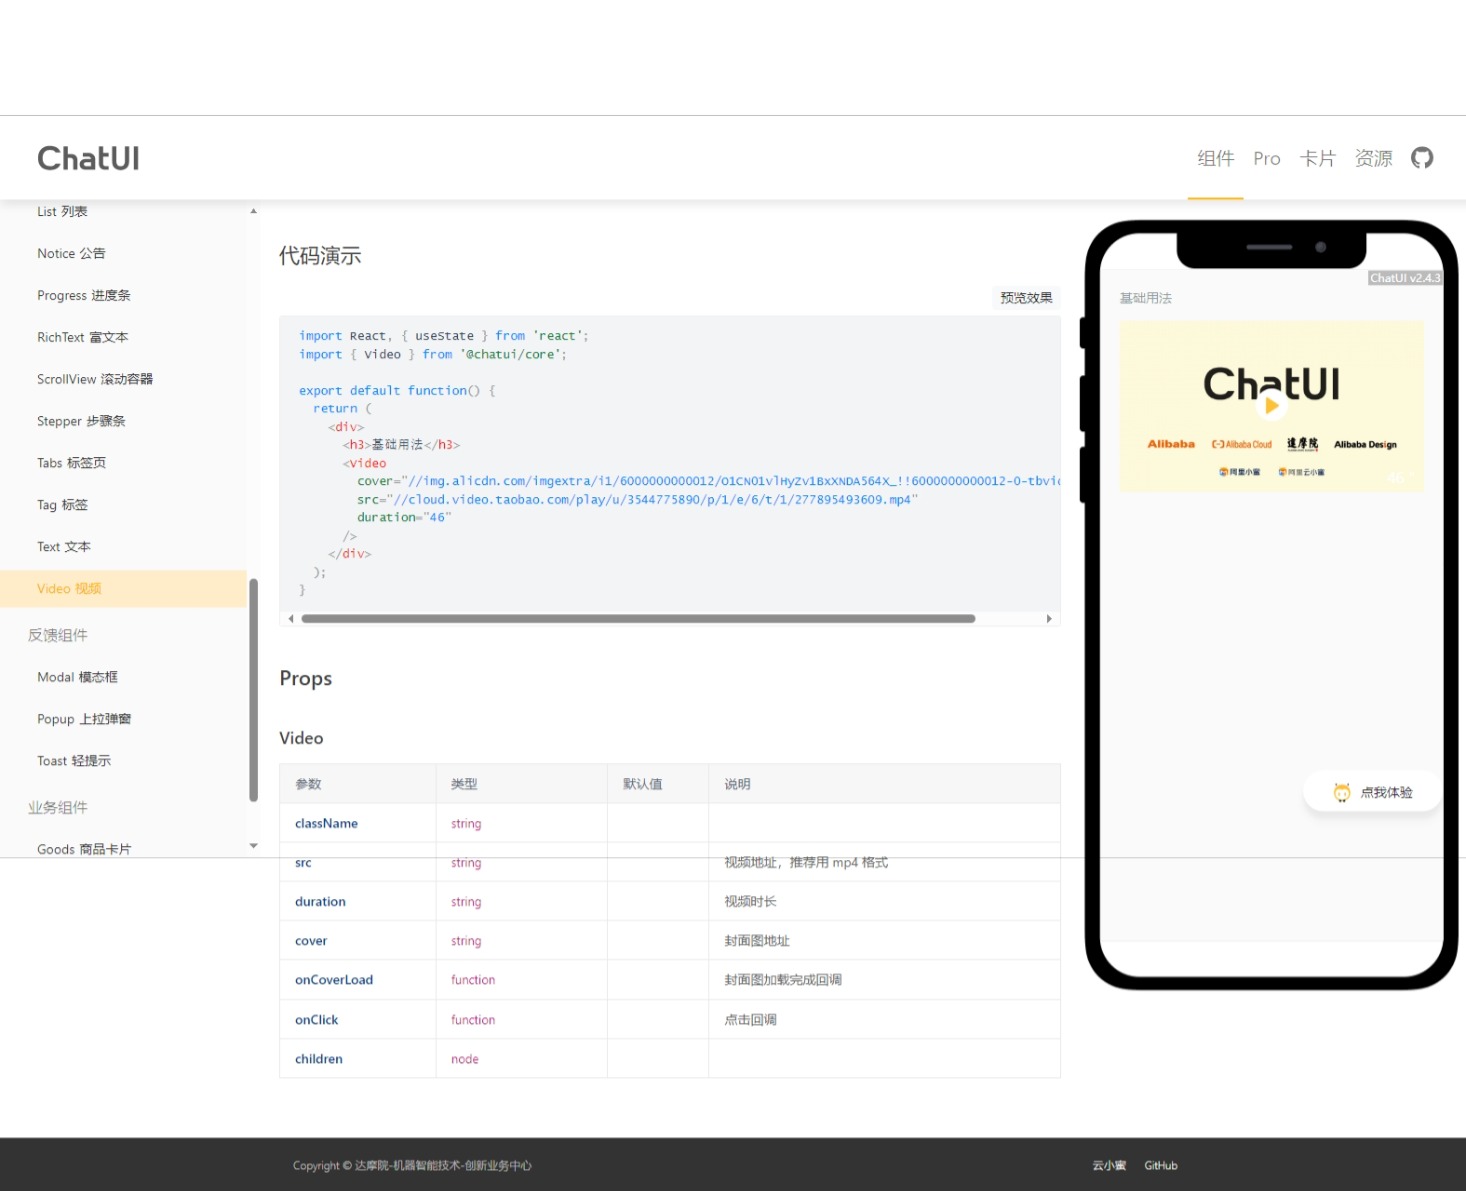 ChatUI
组件
Pro
卡片
资源
List 列表
Notice 公告
Progress 进度条
RichText 富文本
ScrollView 滚动容器
Stepper 步骤条
Tabs 标签页
Tag 标签
Text 文本
Video 视频
反馈组件
Modal 模态框
Popup 上拉弹窗
Toast 轻提示
业务组件
Goods 商品卡片
代码演示
预览效果
import React, { useState } from 'react';
import { Video } from '@chatui/core';
export default function() {
return (
<div>
<h3>基础用法</h3>
<Video
cover="//img.alicdn.com/imgextra/i1/6000000000012/O1CN01vlHyZv1BxXNDA564X_!!6000000000012-0-tbvic
src="//cloud.video.taobao.com/play/u/3544775890/p/1/e/6/t/1/277895493609.mp4"
duration="46"
/>
</div>
);
}
Props
Video
参数 类型 默认值 说明
className string
src string 视频地址，推荐用 mp4 格式
duration string 视频时长
cover string 封面图地址
onCoverLoad function 封面图加载完成回调
onClick function 点击回调
children node
ChatUI v2.4.3
基础用法
ChatUI
Alibaba
Alibaba Cloud
達摩院
Alibaba Design
阿里小蜜
阿里云小蜜
46
点我体验
Copyright © 达摩院-机器智能技术-创新业务中心
云小蜜
GitHub